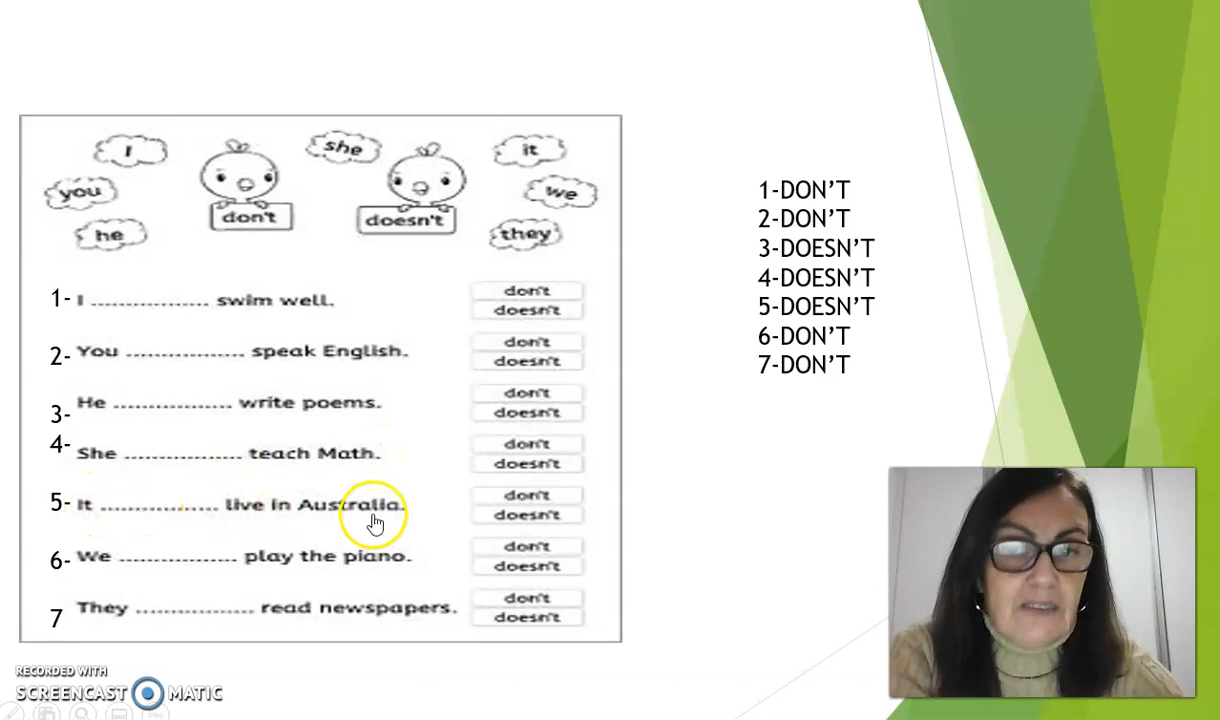 I
she
it
you
we
he
they
don't
doesn't
1- I .................. swim well.
don't
doesn't
2- You .................. speak English.
don't
doesn't
3- He .................. write poems.
don't
doesn't
4- She .................. teach Math.
don't
doesn't
5- It .................. live in Australia.
don't
doesn't
6- We .................. play the piano.
don't
doesn't
7 They .................. read newspapers.
don't
doesn't
1-DON'T
2-DON'T
3-DOESN'T
4-DOESN'T
5-DOESN'T
6-DON'T
7-DON'T
RECORDED WITH
SCREENCAST MATIC